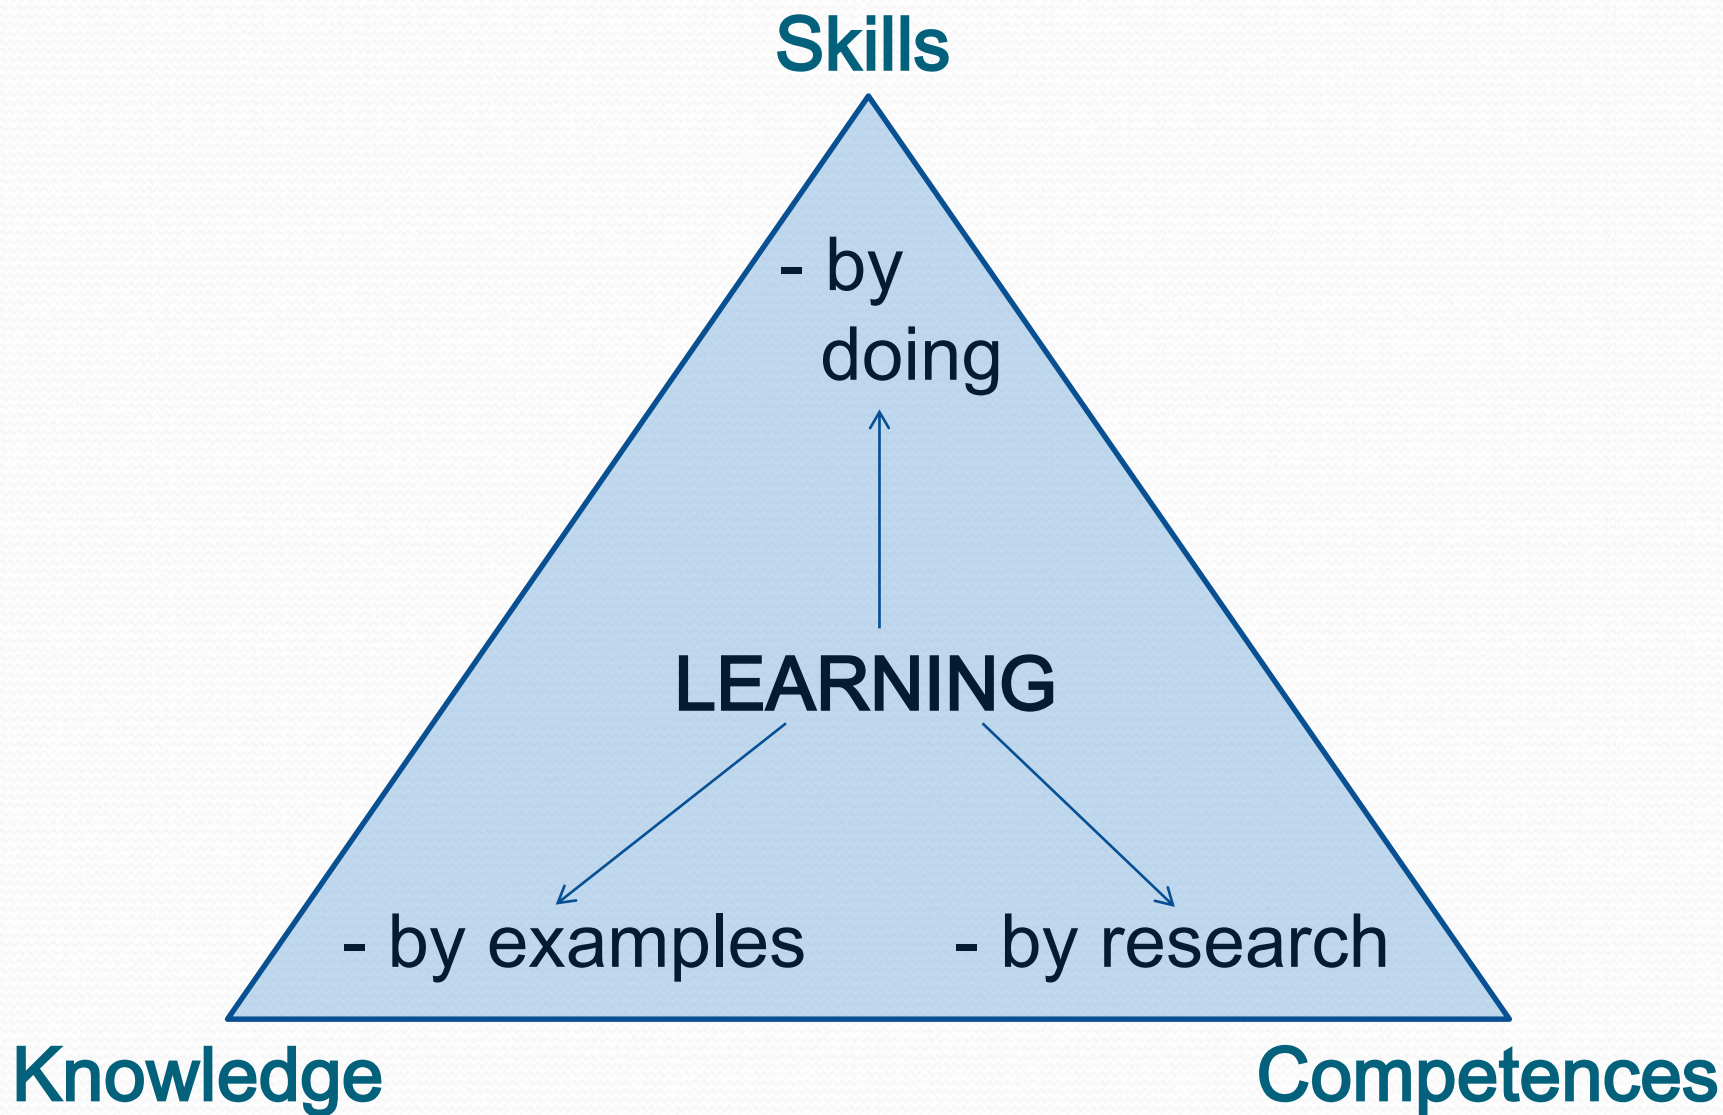 Skills
- by
doing
LEARNING
- by examples
- by research
Knowledge
Competences